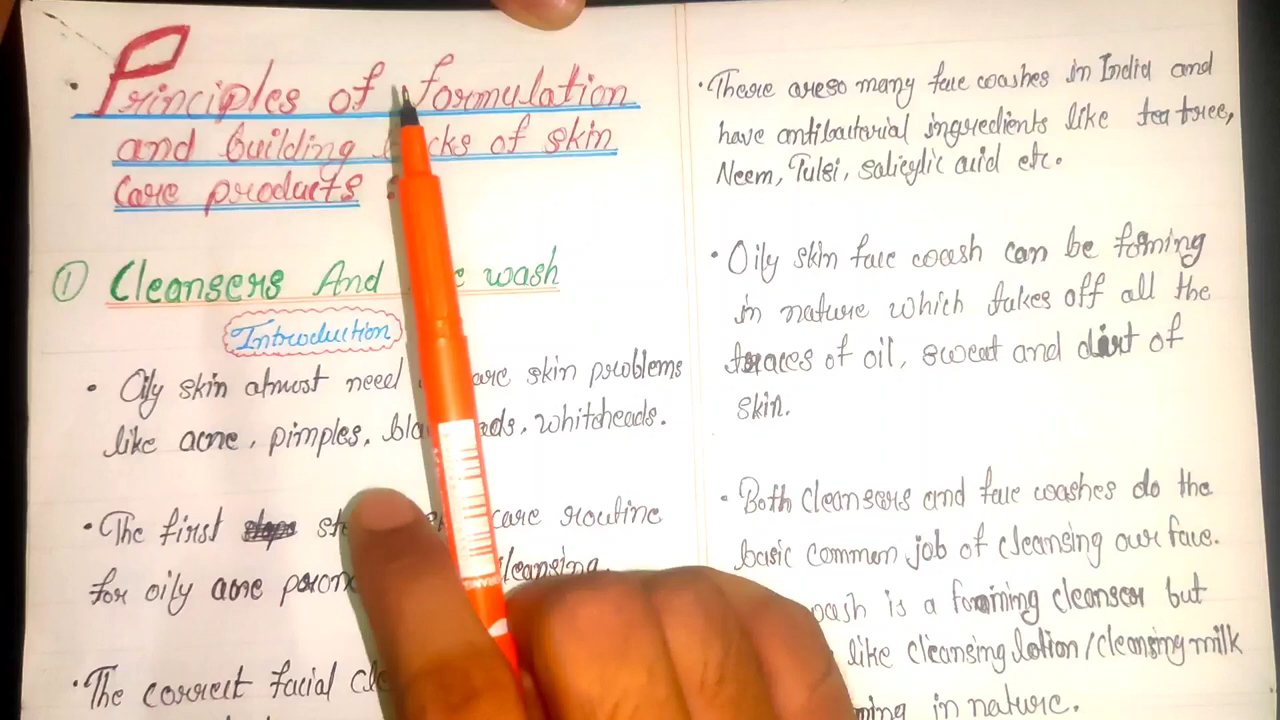 Principles of formulation
and building cks of skin
care products
① Cleansers And wash
Introduction
• Oily skin almost need skin problems
like acne, pimples, whiteheads.
• The first care routine
for oily acne cleansing.
• The correct facial
• There are so many face washes in India and
have antibacterial ingredients like tea tree,
Neem, Tulsi, salicylic acid etc.
• Oily skin face wash can be foming
in nature which takes off all the
traces of oil, sweat and dirt of
skin.
• Both cleansers and face washes do the
basic common job of cleansing our face.
wash is a foming cleanser but
like cleansing lotion/cleansing milk
in nature.